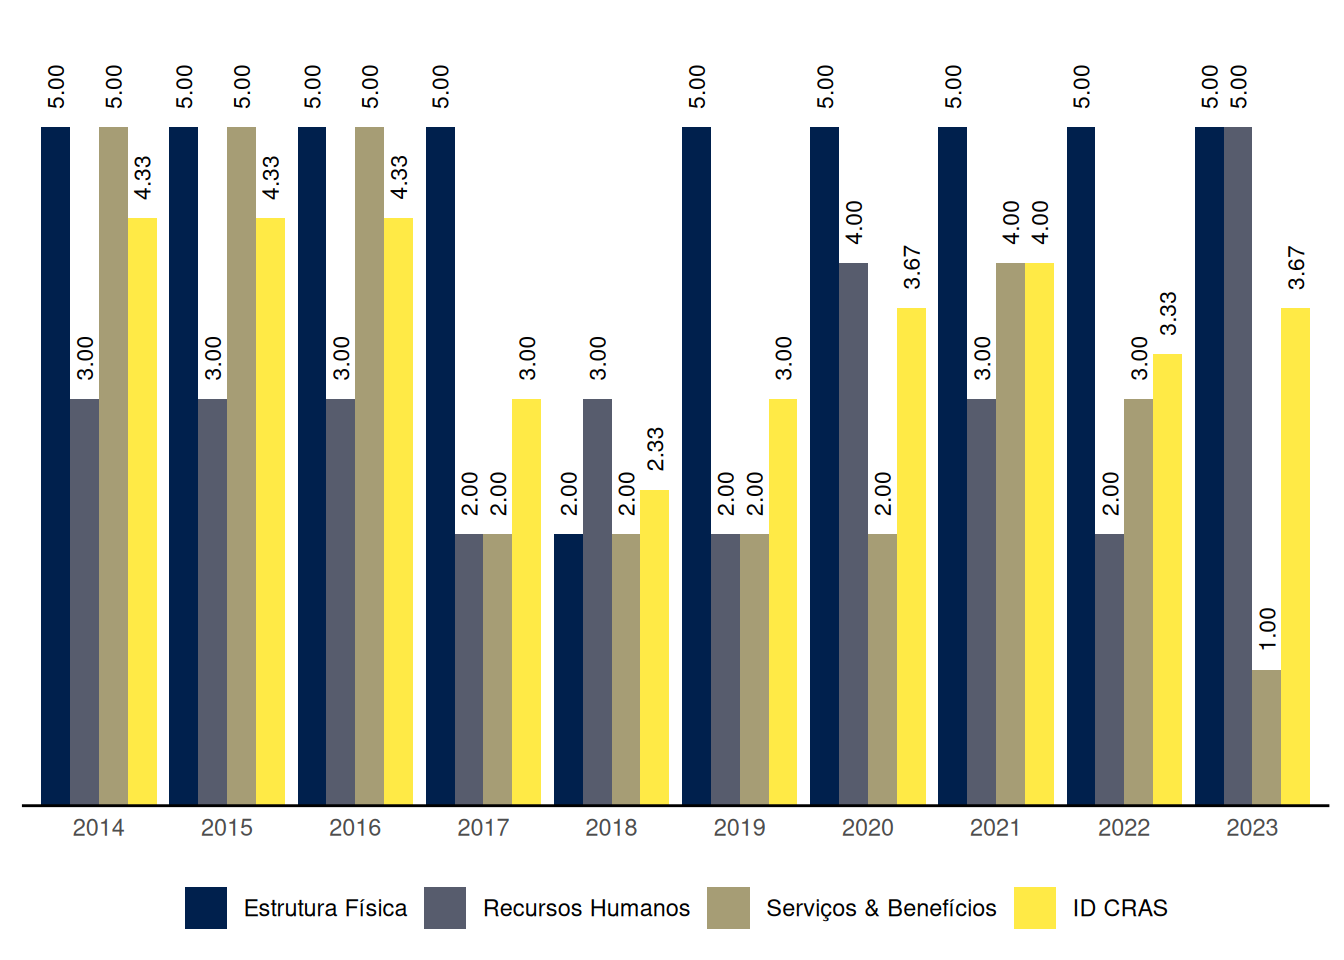 5.00 3.00 5.00 4.33 5.00 3.00 5.00 4.33 5.00 3.00 5.00 4.33 5.00 2.00 2.00 3.00 2.00 3.00 2.00 2.33 5.00 2.00 2.00 3.00 5.00 4.00 2.00 3.67 5.00 3.00 4.00 4.00 5.00 2.00 3.00 3.33 5.00 5.00 1.00 3.67
2014 2015 2016 2017 2018 2019 2020 2021 2022 2023
Estrutura Física Recursos Humanos Serviços & Benefícios ID CRAS